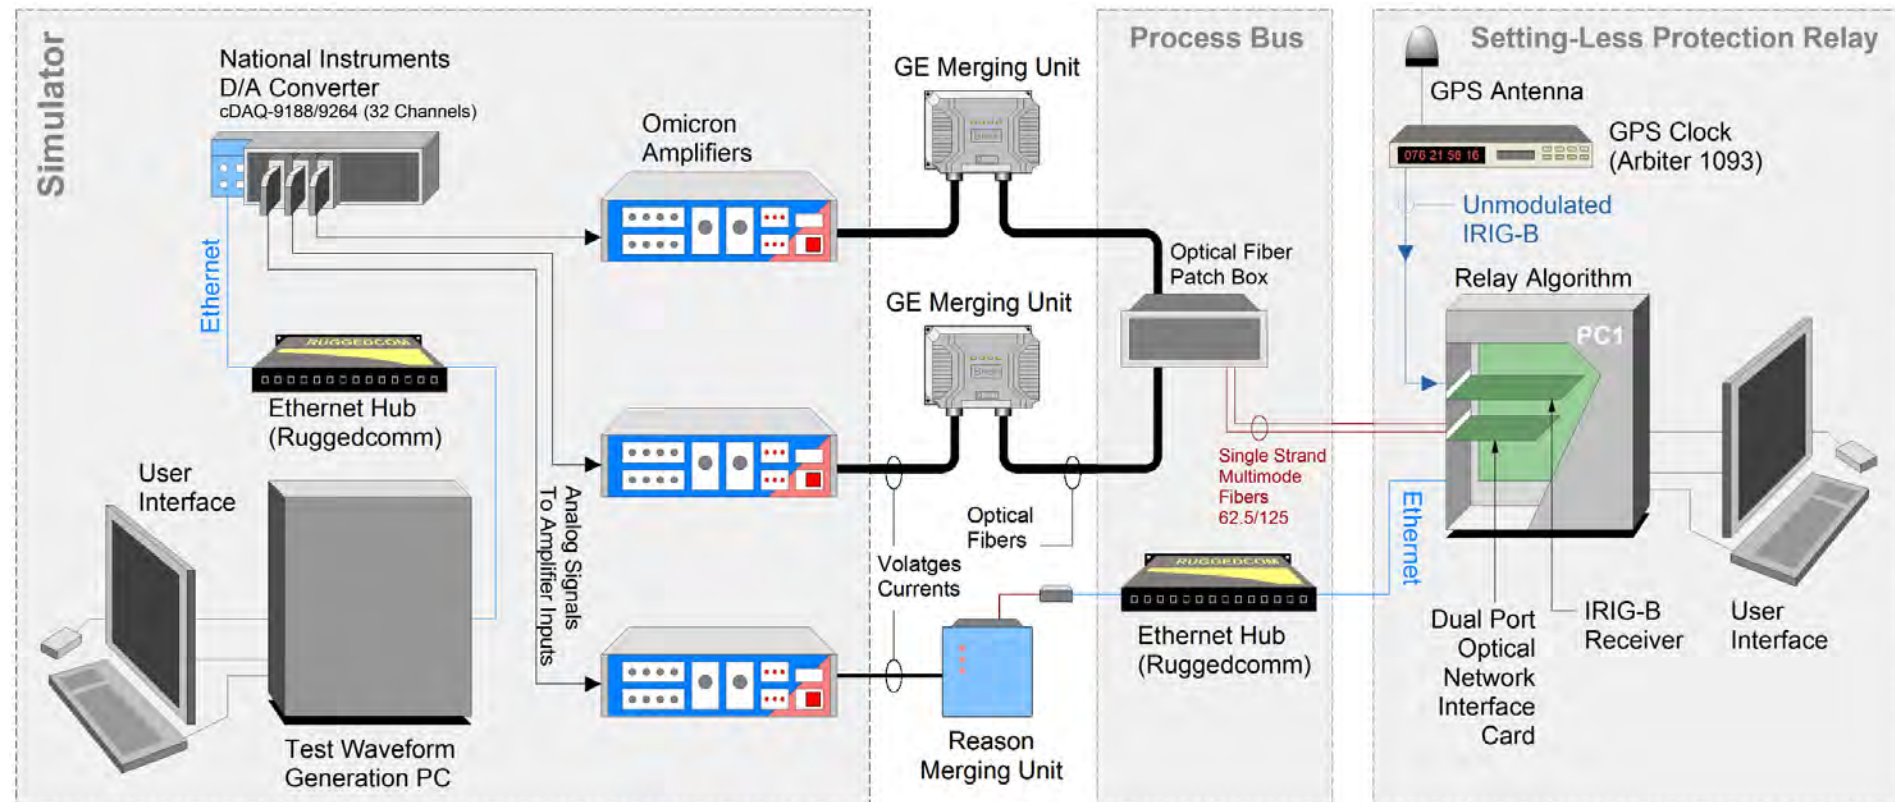 Simulator
National Instruments
D/A Converter
cDAQ-9188/9264 (32 Channels)
Omicron
Amplifiers
Ethernet
RUGGEDCOM
Ethernet Hub
(Ruggedcomm)
User
Interface
Test Waveform
Generation PC
Analog Signals
To Amplifier Inputs
GE Merging Unit
GE Merging Unit
Volatges
Currents
Optical
Fibers
Reason
Merging Unit
Process Bus
Optical Fiber
Patch Box
Single Strand
Multimode
Fibers
62.5/125
RUGGEDCOM
Ethernet Hub
(Ruggedcomm)
Setting-Less Protection Relay
GPS Antenna
GPS Clock
(Arbiter 1093)
076 21 58 16
Unmodulated
IRIG-B
Relay Algorithm
PC1
Ethernet
Dual Port
Optical
Network
Interface
Card
IRIG-B
Receiver
User
Interface